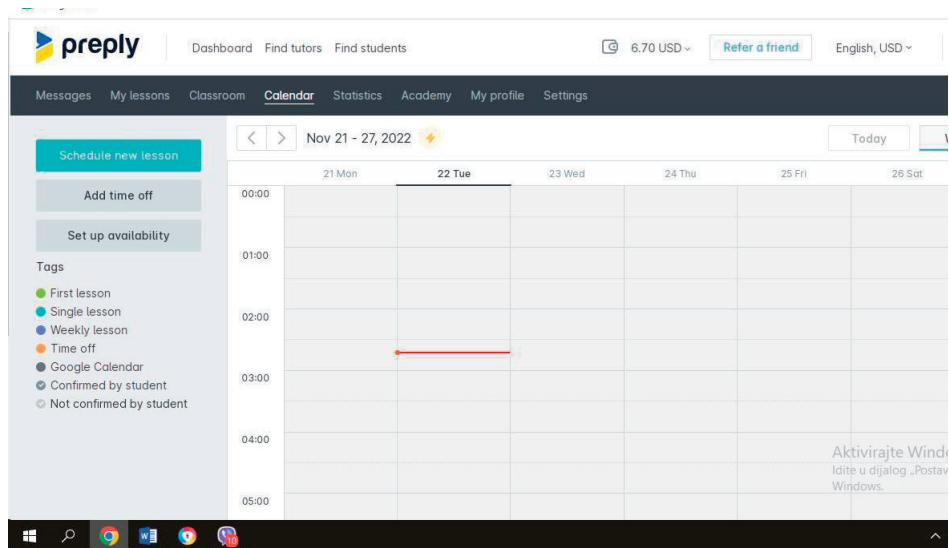 preply
Dashboard Find tutors Find students 6.70 USD Refer a friend English, USD
Messages My lessons Classroom Calendar Statistics Academy My profile Settings
Schedule new lesson
Add time off
Set up availability
Tags
First lesson
Single lesson
Weekly lesson
Time off
Google Calendar
Confirmed by student
Not confirmed by student
Nov 21 - 27, 2022 Today
21 Mon 22 Tue 23 Wed 24 Thu 25 Fri 26 Sat
00:00
01:00
02:00
03:00
04:00
05:00
Aktivirajte Windo
Idite u dijalog „Postav
Windows.
10